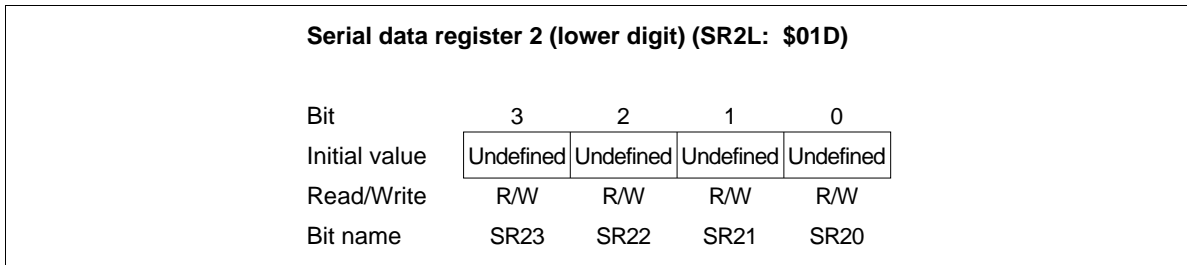 Serial data register 2 (lower digit) (SR2L: $01D)
Bit 3 2 1 0
Initial value Undefined Undefined Undefined Undefined
Read/Write R/W R/W R/W R/W
Bit name SR23 SR22 SR21 SR20